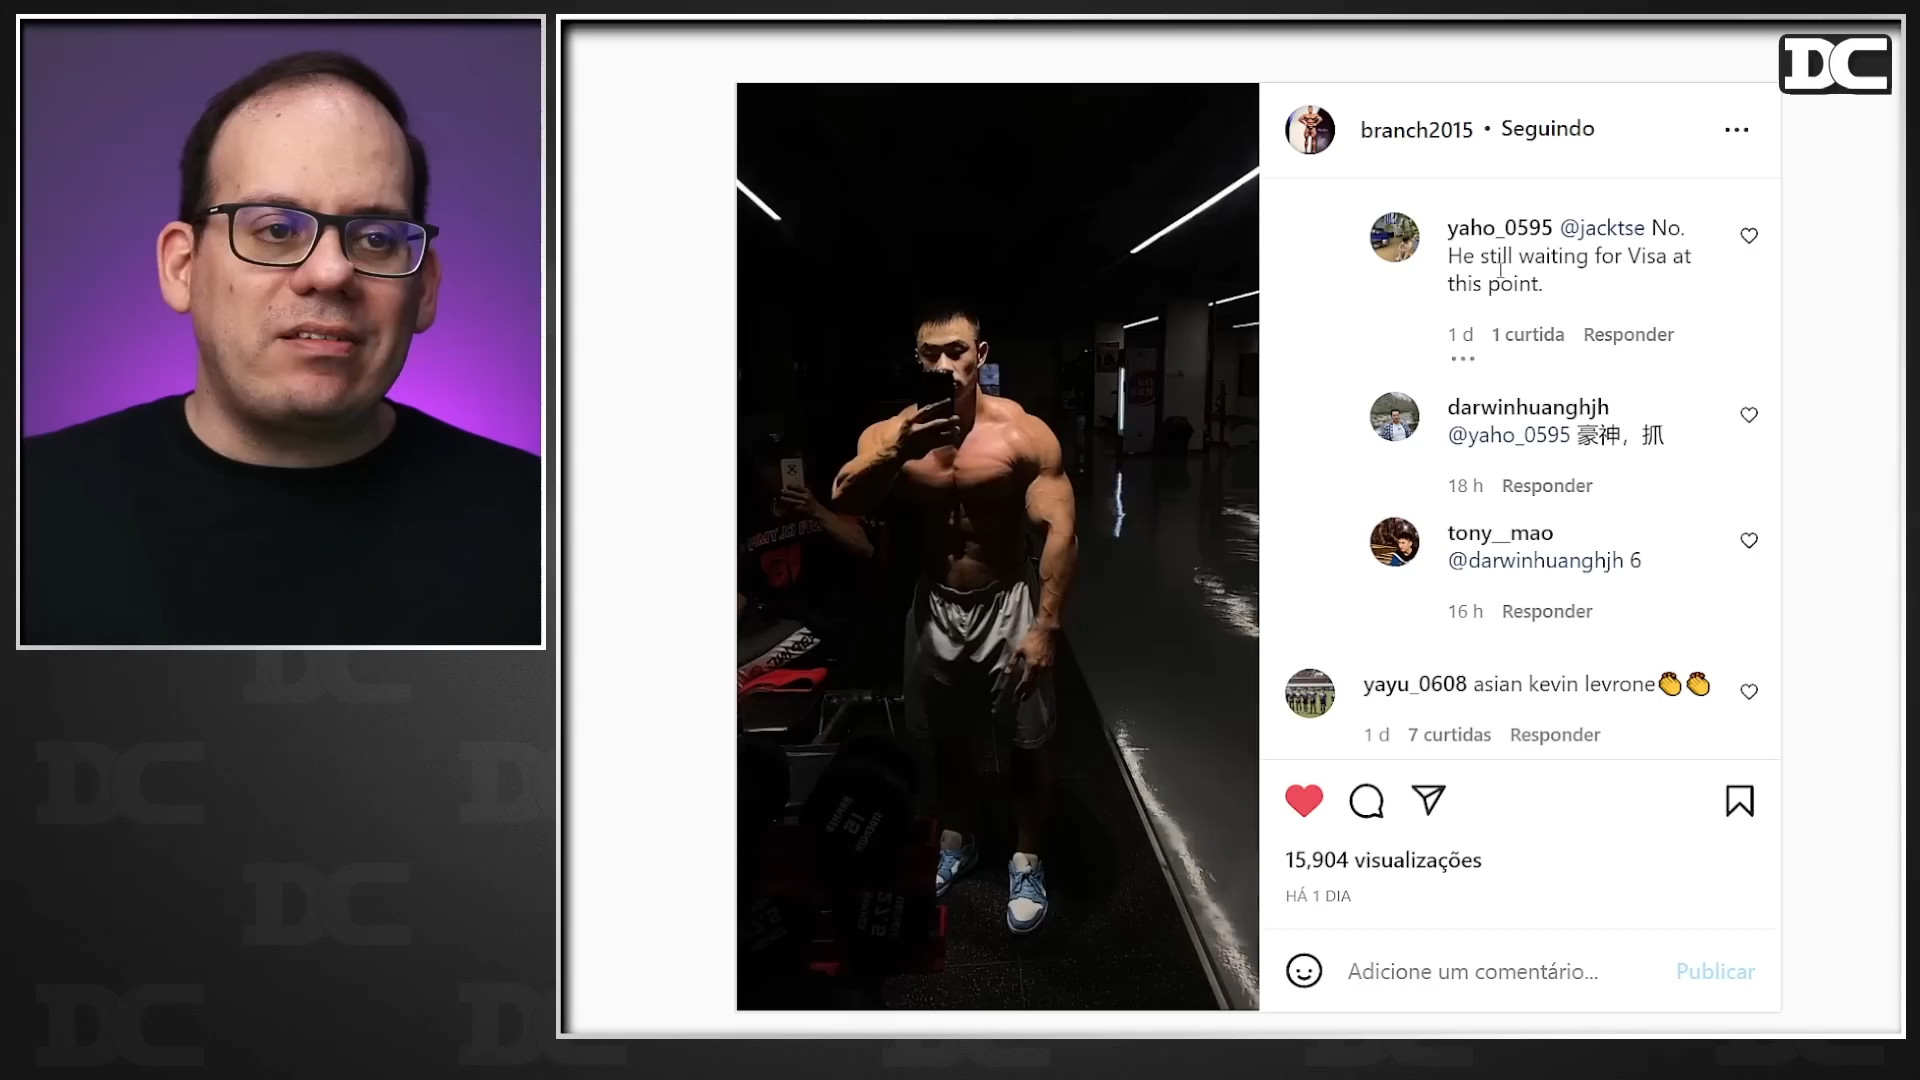 DC
branch2015 • Seguindo
yaho_0595 @jacktse No.
He still waiting for Visa at
this point.
1 d 1 curtida Responder
darwinhuanghjh
@yaho_0595 豪神，抓
18 h Responder
tony__mao
@darwinhuanghjh 6
16 h Responder
yayu_0608 asian kevin levrone👏👏
1 d 7 curtidas Responder
15,904 visualizações
HÁ 1 DIA
Adicione um comentário...
Publicar